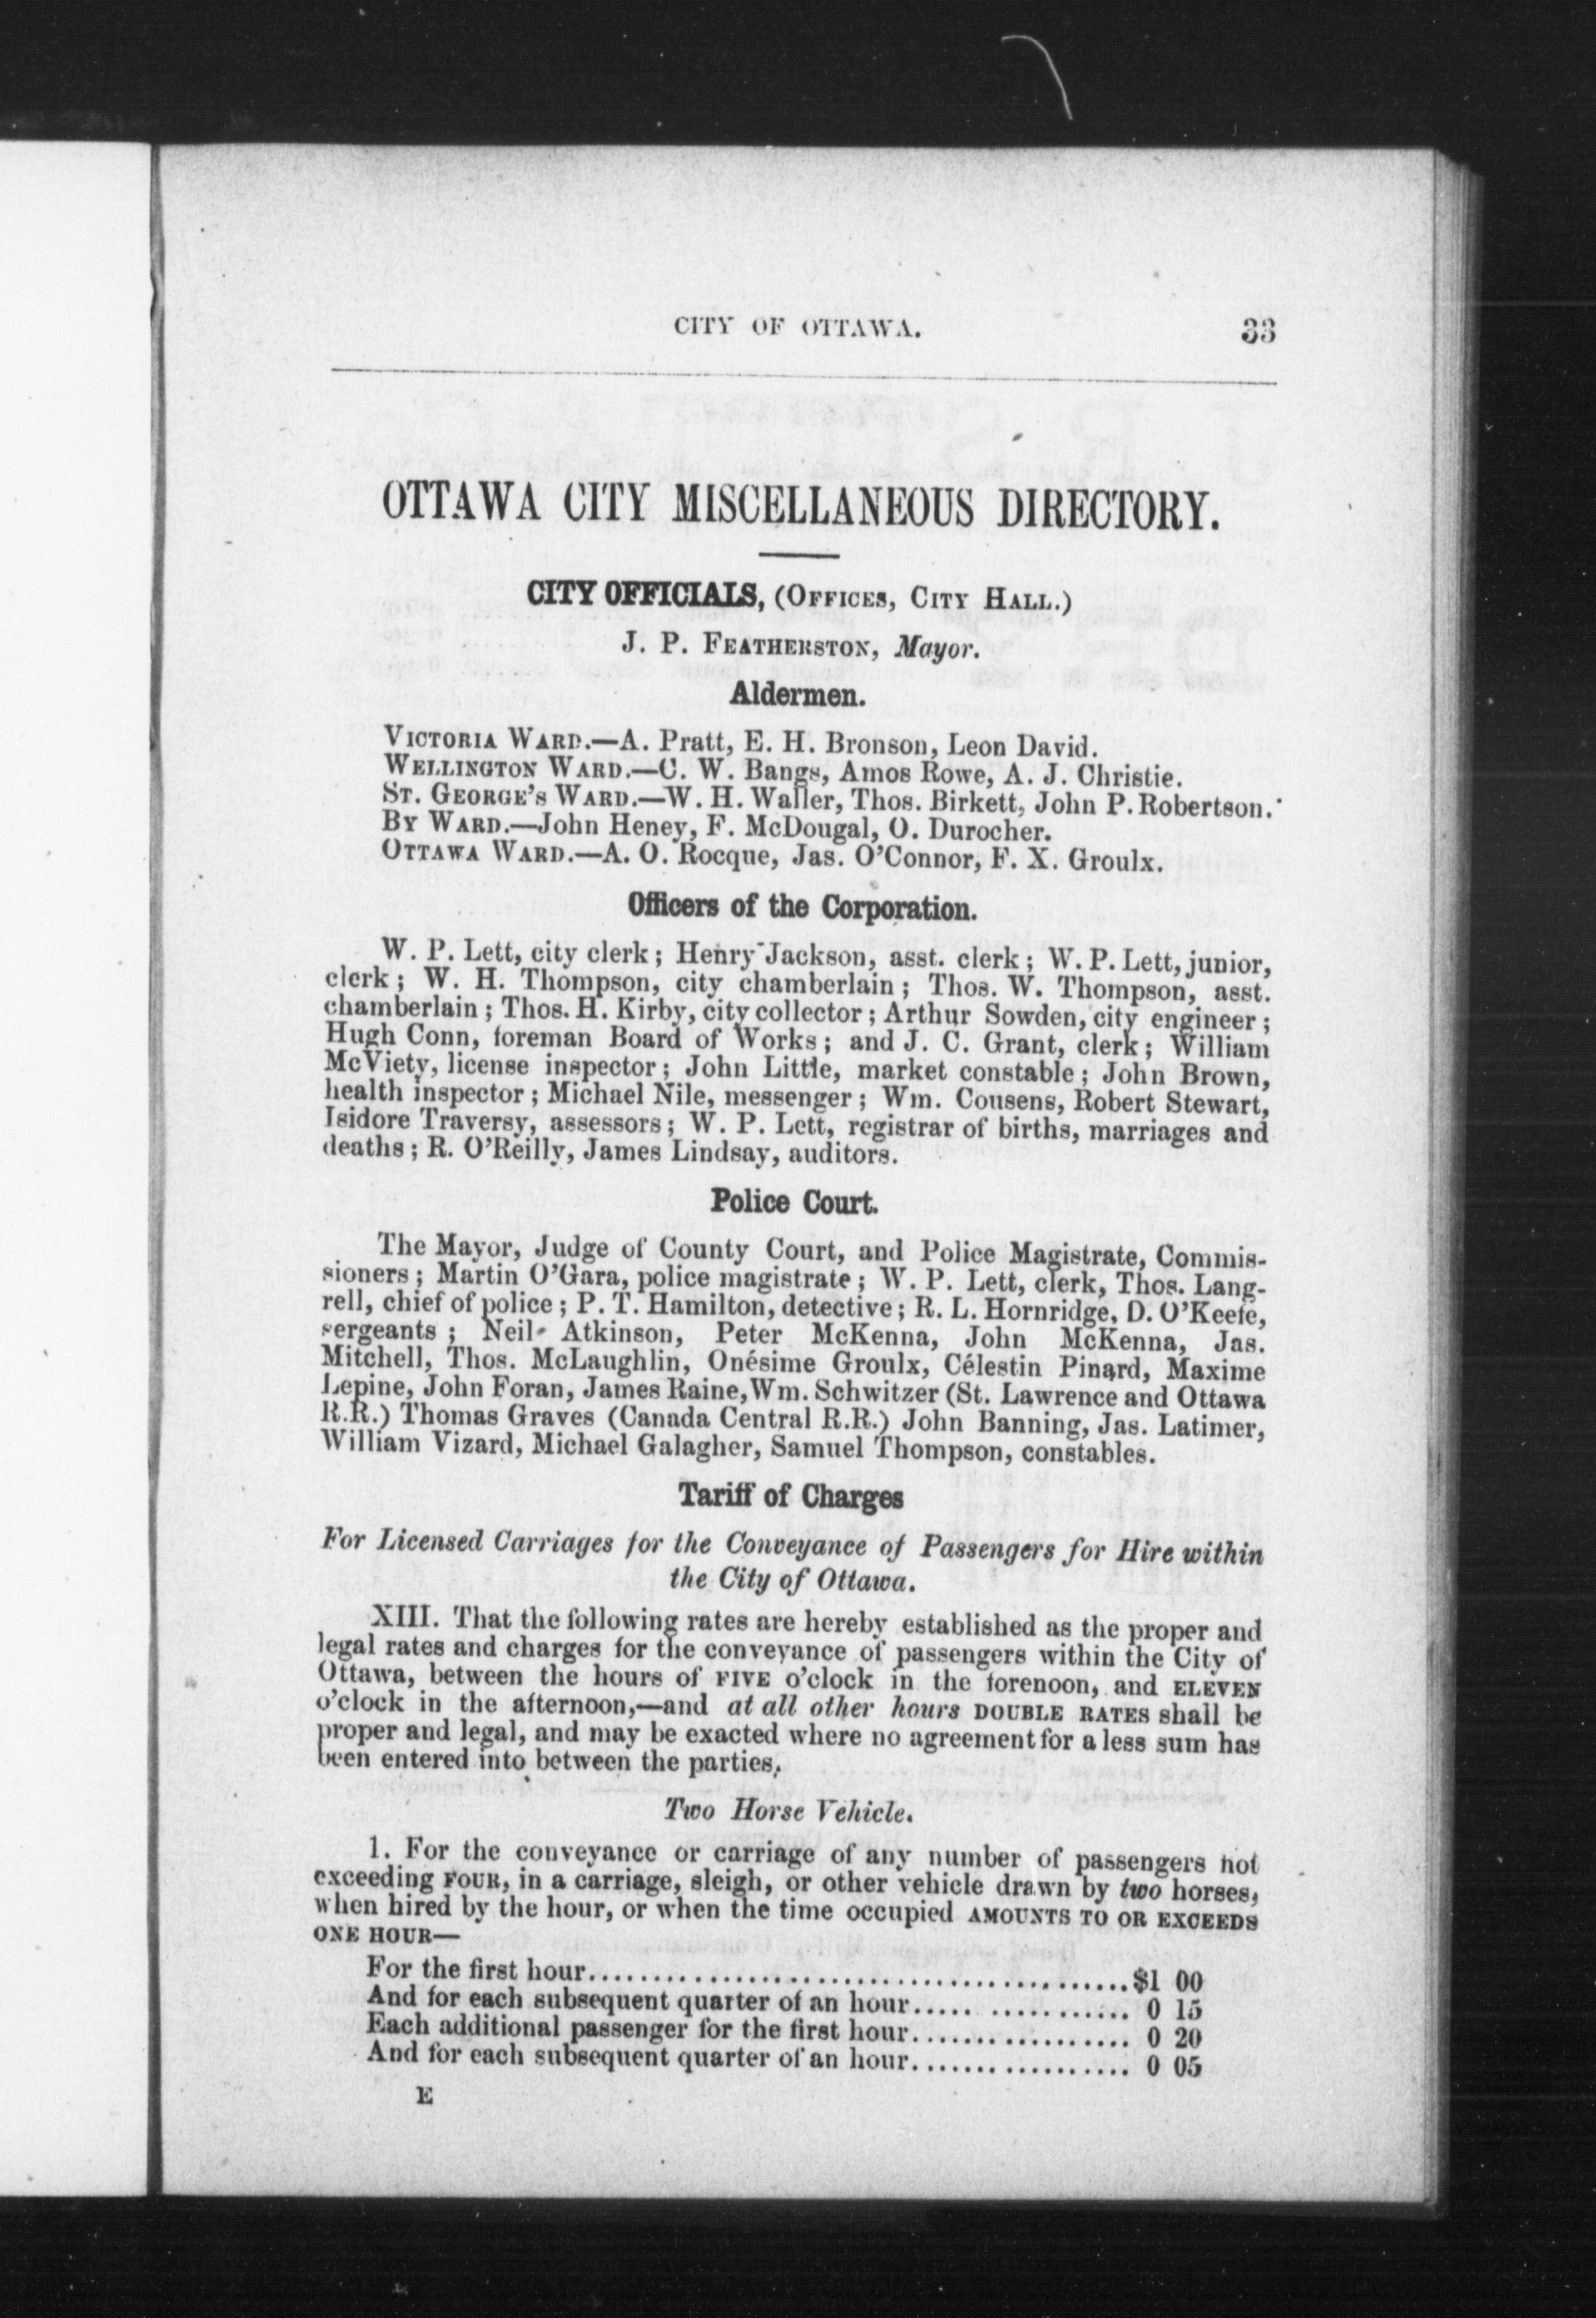 CITY OF OTTAWA. 33
OTTAWA CITY MISCELLANEOUS DIRECTORY.
CITY OFFICIALS, (OFFICES, CITY HALL.)
J. P. FEATHERSTON, Mayor.
Aldermen.
VICTORIA WARD.—A. Pratt, E. H. Bronson, Leon David.
WELLINGTON WARD.—C. W. Bangs, Amos Rowe, A. J. Christie.
ST. GEORGE'S WARD.—W. H. Waller, Thos. Birkett, John P. Robertson.
BY WARD.—John Heney, F. McDougal, O. Durocher.
OTTAWA WARD.—A. O. Rocque, Jas. O'Connor, F. X. Groulx.
Officers of the Corporation.
W. P. Lett, city clerk; Henry Jackson, asst. clerk; W. P. Lett, junior,
clerk; W. H. Thompson, city chamberlain; Thos. W. Thompson, asst.
chamberlain; Thos. H. Kirby, city collector; Arthur Sowden, city engineer;
Hugh Conn, foreman Board of Works; and J. C. Grant, clerk; William
McViety, license inspector; John Little, market constable; John Brown,
health inspector; Michael Nile, messenger; Wm. Cousens, Robert Stewart,
Isidore Traversy, assessors; W. P. Lett, registrar of births, marriages and
deaths; R. O'Reilly, James Lindsay, auditors.
Police Court.
The Mayor, Judge of County Court, and Police Magistrate, Commis-
sioners; Martin O'Gara, police magistrate; W. P. Lett, clerk, Thos. Lang-
rell, chief of police; P. T. Hamilton, detective; R. L. Hornridge, D. O'Keefe,
sergeants; Neil Atkinson, Peter McKenna, John McKenna, Jas.
Mitchell, Thos. McLaughlin, Onésime Groulx, Célestin Pinard, Maxime
Lepine, John Foran, James Raine, Wm. Schwitzer (St. Lawrence and Ottawa
R.R.) Thomas Graves (Canada Central R.R.) John Banning, Jas. Latimer,
William Vizard, Michael Galagher, Samuel Thompson, constables.
Tariff of Charges
For Licensed Carriages for the Conveyance of Passengers for Hire within
the City of Ottawa.
XIII. That the following rates are hereby established as the proper and
legal rates and charges for the conveyance of passengers within the City of
Ottawa, between the hours of FIVE o'clock in the forenoon, and ELEVEN
o'clock in the afternoon,—and at all other hours DOUBLE RATES shall be
proper and legal, and may be exacted where no agreement for a less sum has
been entered into between the parties.
Two Horse Vehicle.
1. For the conveyance or carriage of any number of passengers not
exceeding FOUR, in a carriage, sleigh, or other vehicle drawn by two horses,
when hired by the hour, or when the time occupied AMOUNTS TO OR EXCEEDS
ONE HOUR—
For the first hour..........................................$1 00
And for each subsequent quarter of an hour..... ........... 0 15
Each additional passenger for the first hour................. 0 20
And for each subsequent quarter of an hour................. 0 05
E